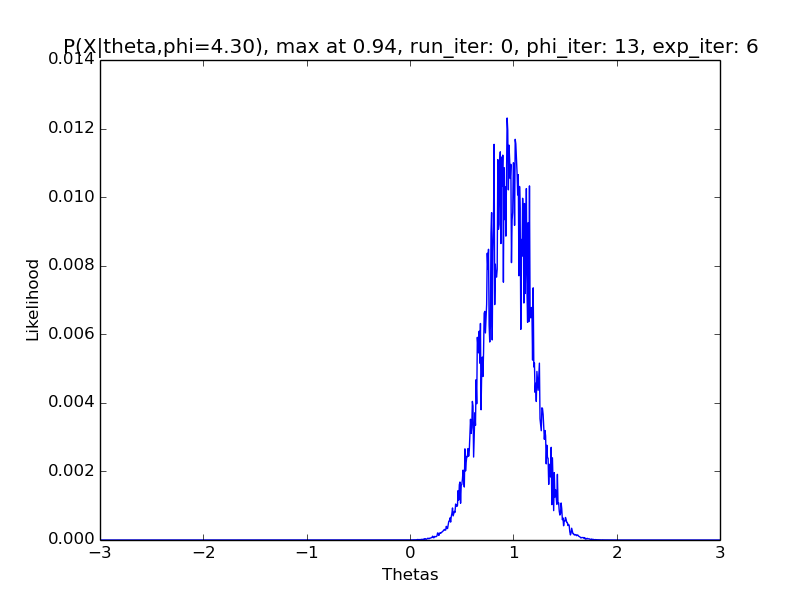 P(X|theta,phi=4.30), max at 0.94, run_iter: 0, phi_iter: 13, exp_iter: 6
0.014
0.012
0.010
0.008
0.006
0.004
0.002
0.000
Likelihood
−3 −2 −1 0 1 2 3
Thetas